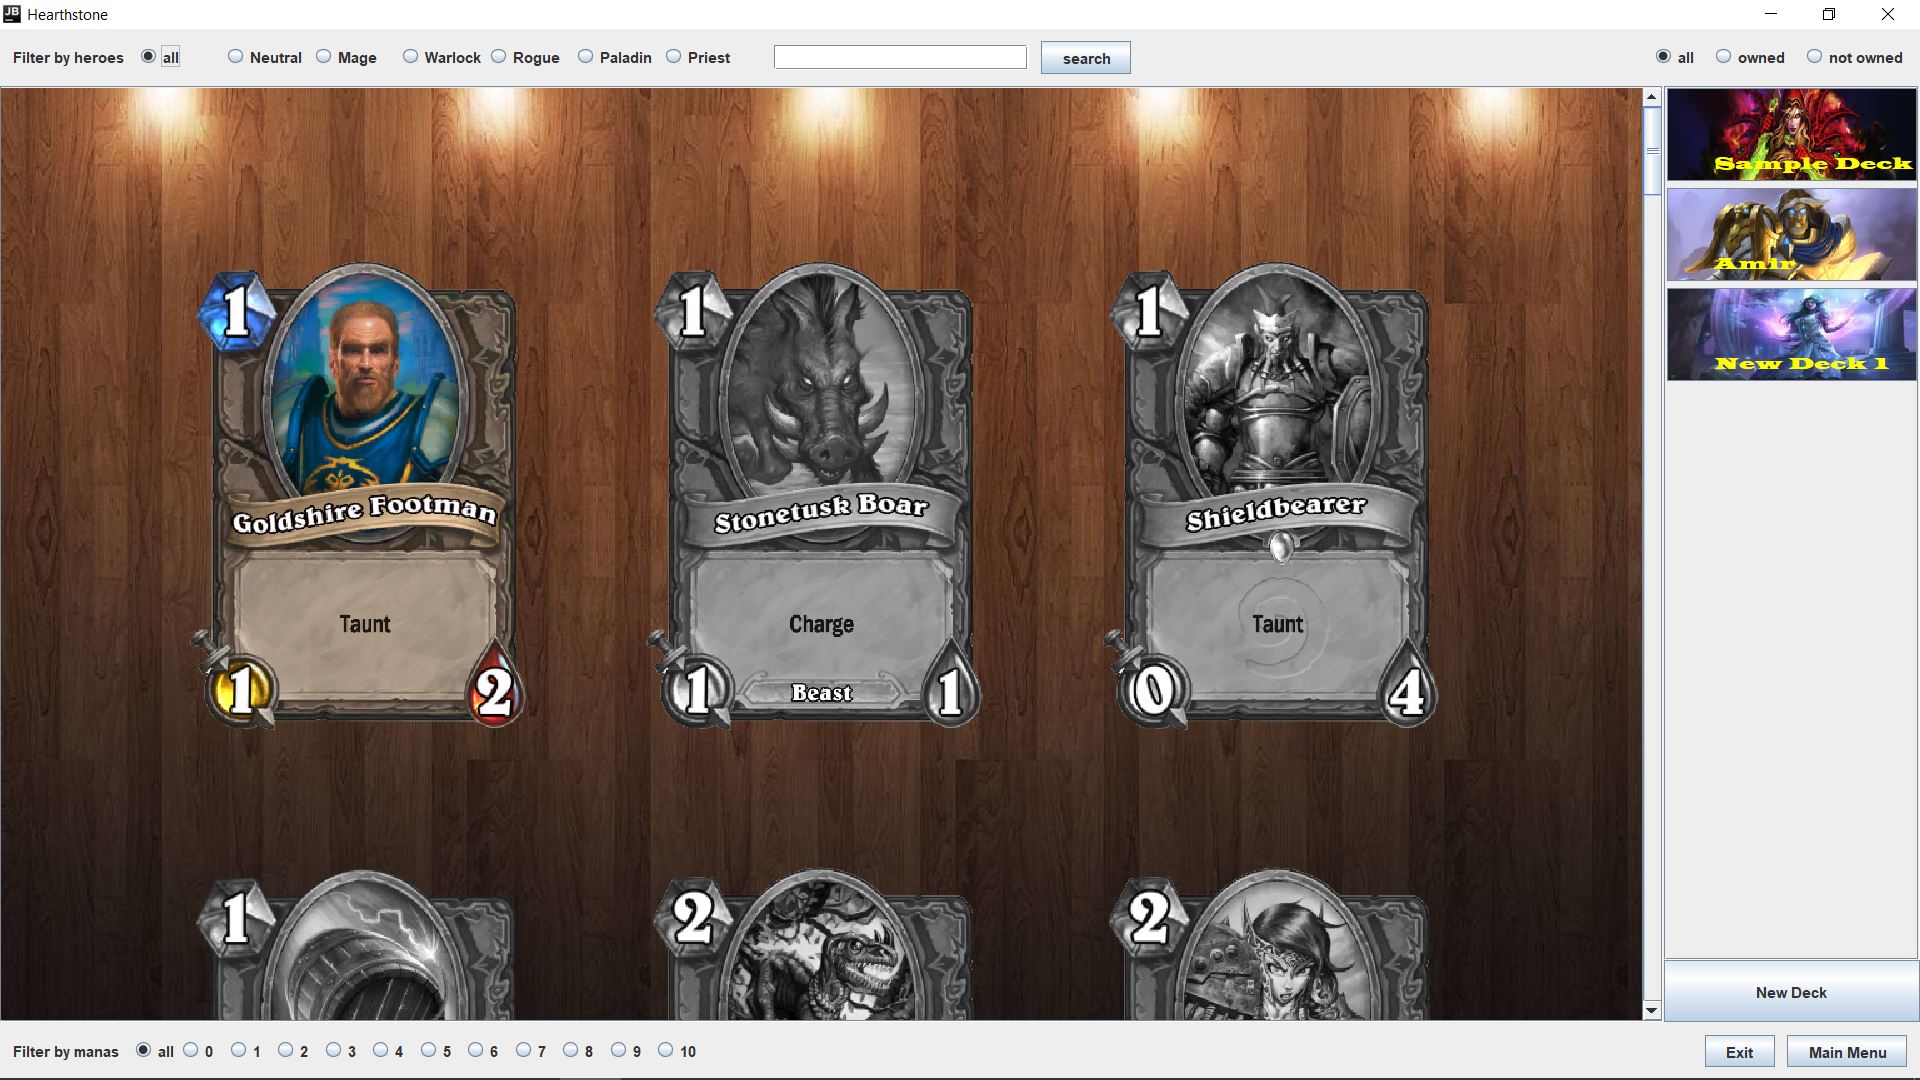 JB Hearthstone
Filter by heroes all Neutral Mage Warlock Rogue Paladin Priest search all owned not owned
Sample Deck
Amir
New Deck 1
1 1 1
Goldshire Footman Stonetusk Boar Shieldbearer
Taunt Charge Taunt
1 2 1 Beast 1 0 4
1 2 2
New Deck
Filter by manas all 0 1 2 3 4 5 6 7 8 9 10 Exit Main Menu